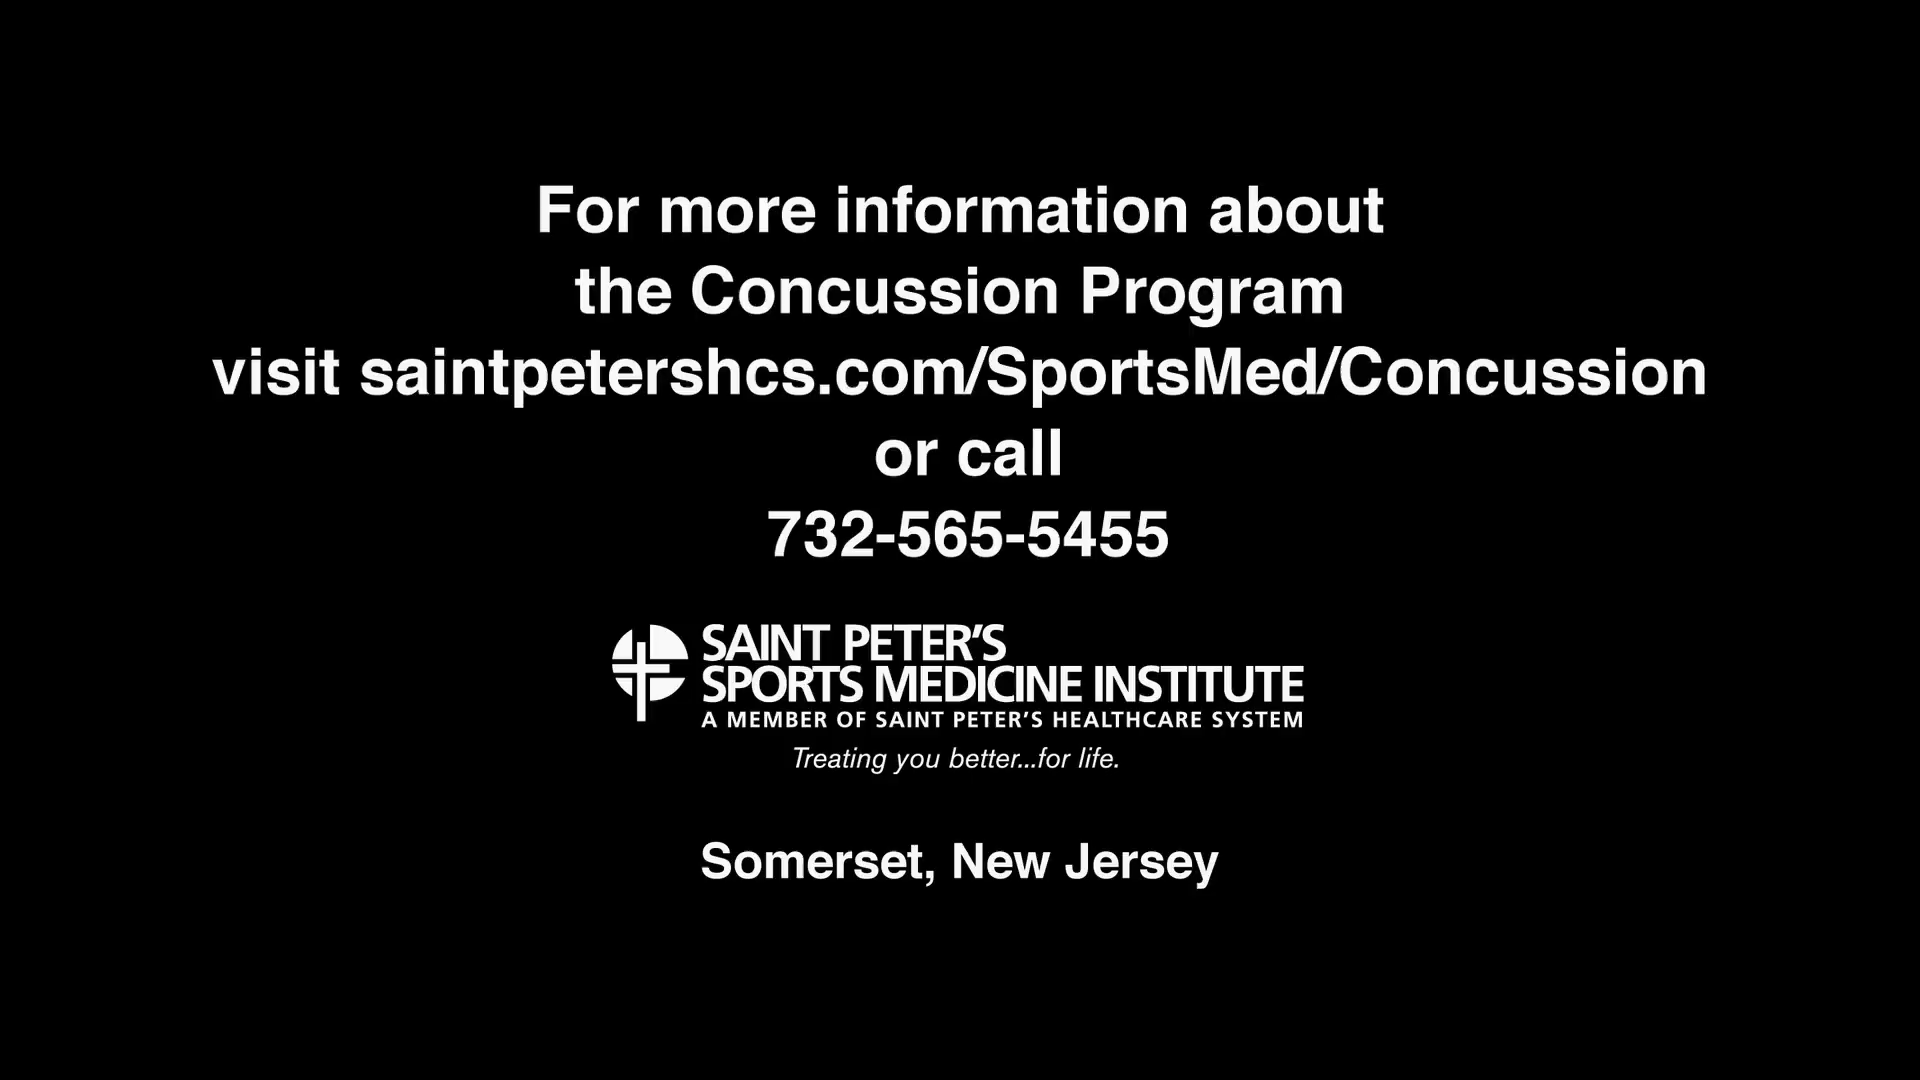 For more information about
the Concussion Program
visit saintpetershcs.com/SportsMed/Concussion
or call
732-565-5455
SAINT PETER'S
SPORTS MEDICINE INSTITUTE
A MEMBER OF SAINT PETER'S HEALTHCARE SYSTEM
Treating you better...for life.
Somerset, New Jersey